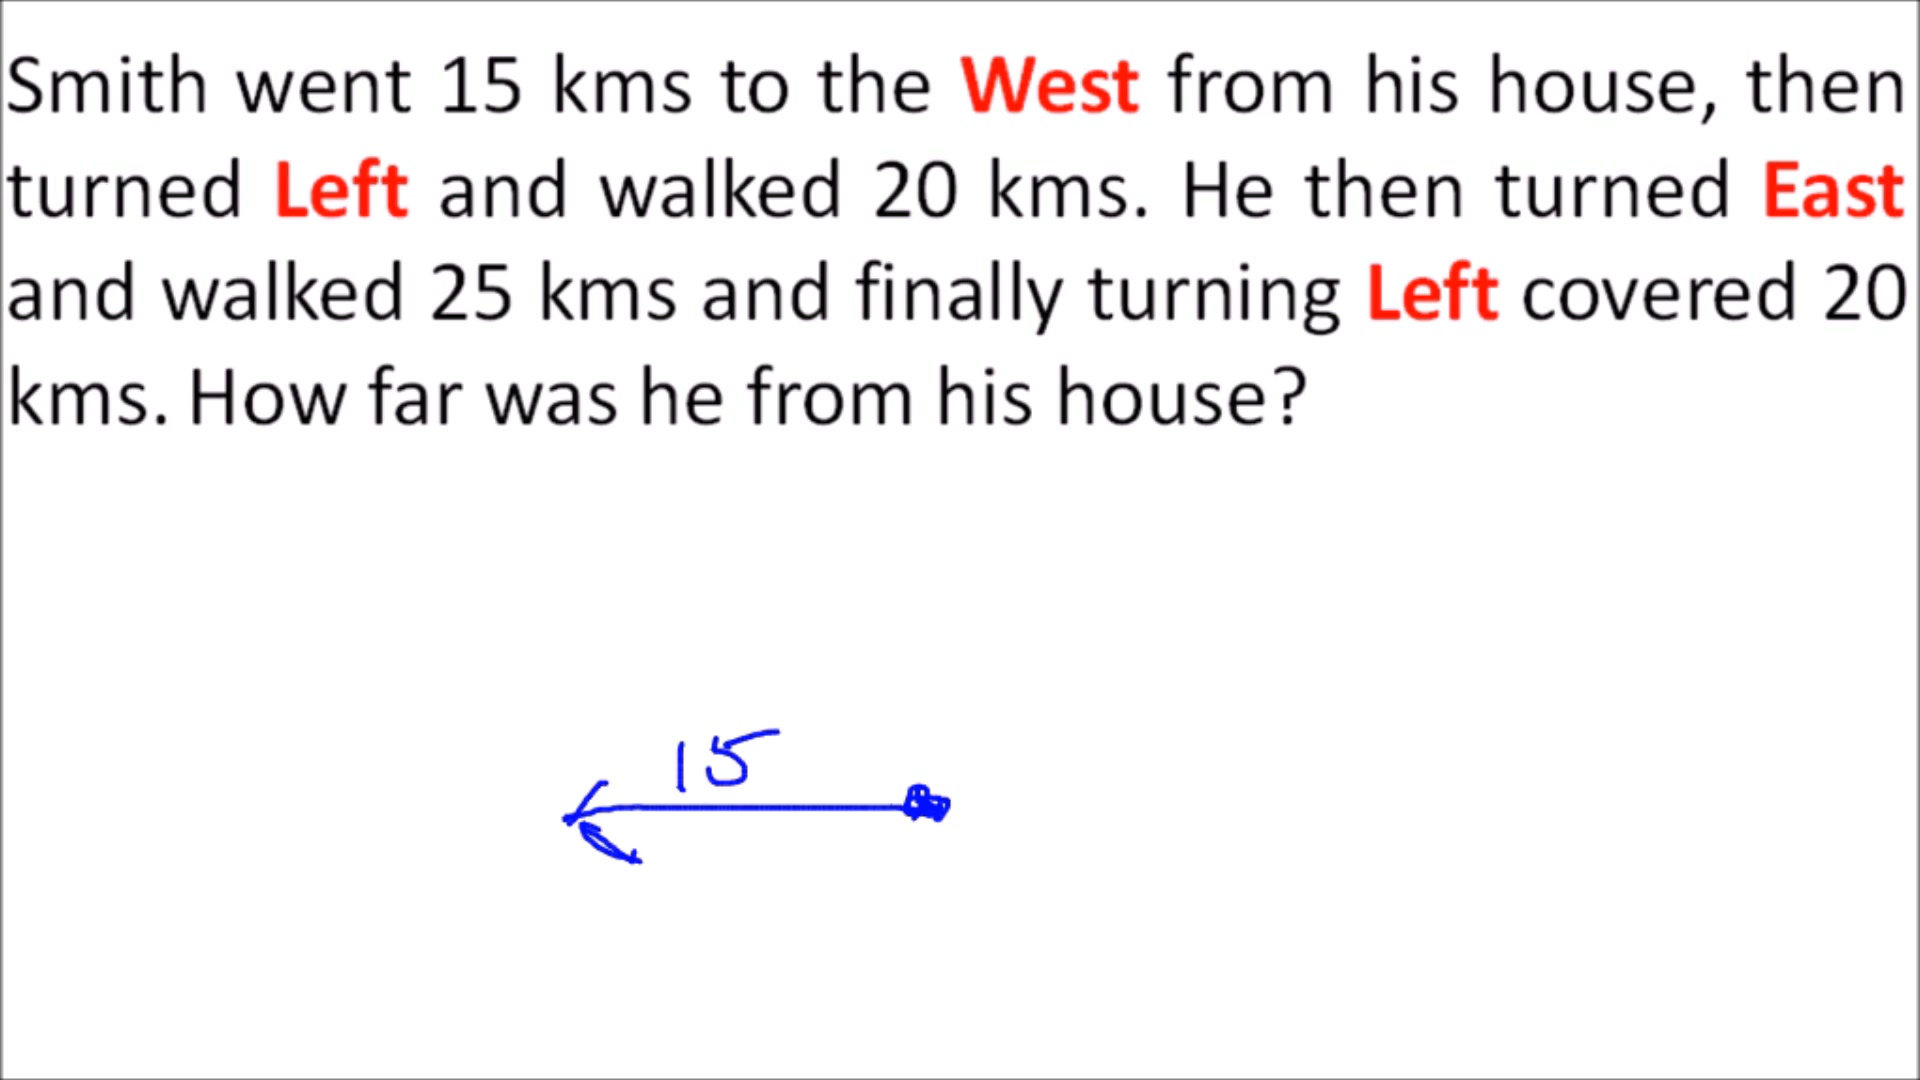 Smith went 15 kms to the West from his house, then
turned Left and walked 20 kms. He then turned East
and walked 25 kms and finally turning Left covered 20
kms. How far was he from his house?
15